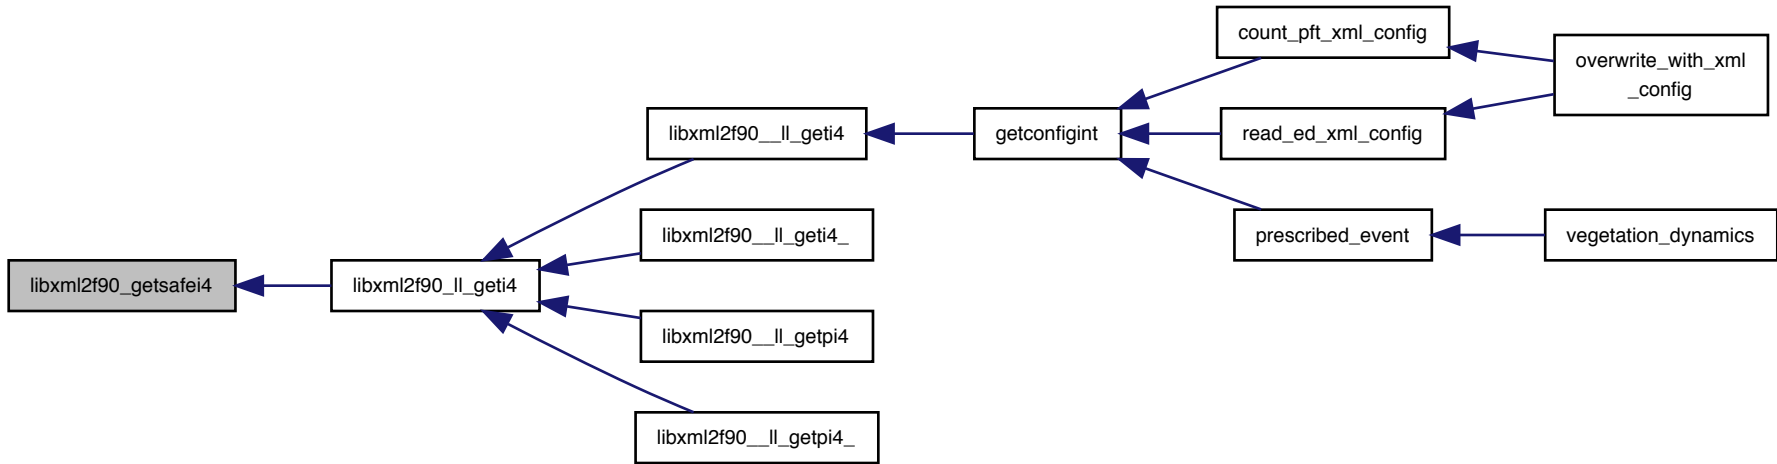 count_pft_xml_config
overwrite_with_xml
_config
libxml2f90__ll_geti4
getconfigint
read_ed_xml_config
libxml2f90__ll_geti4_
prescribed_event
vegetation_dynamics
libxml2f90_getsafei4
libxml2f90_ll_geti4
libxml2f90__ll_getpi4
libxml2f90__ll_getpi4_